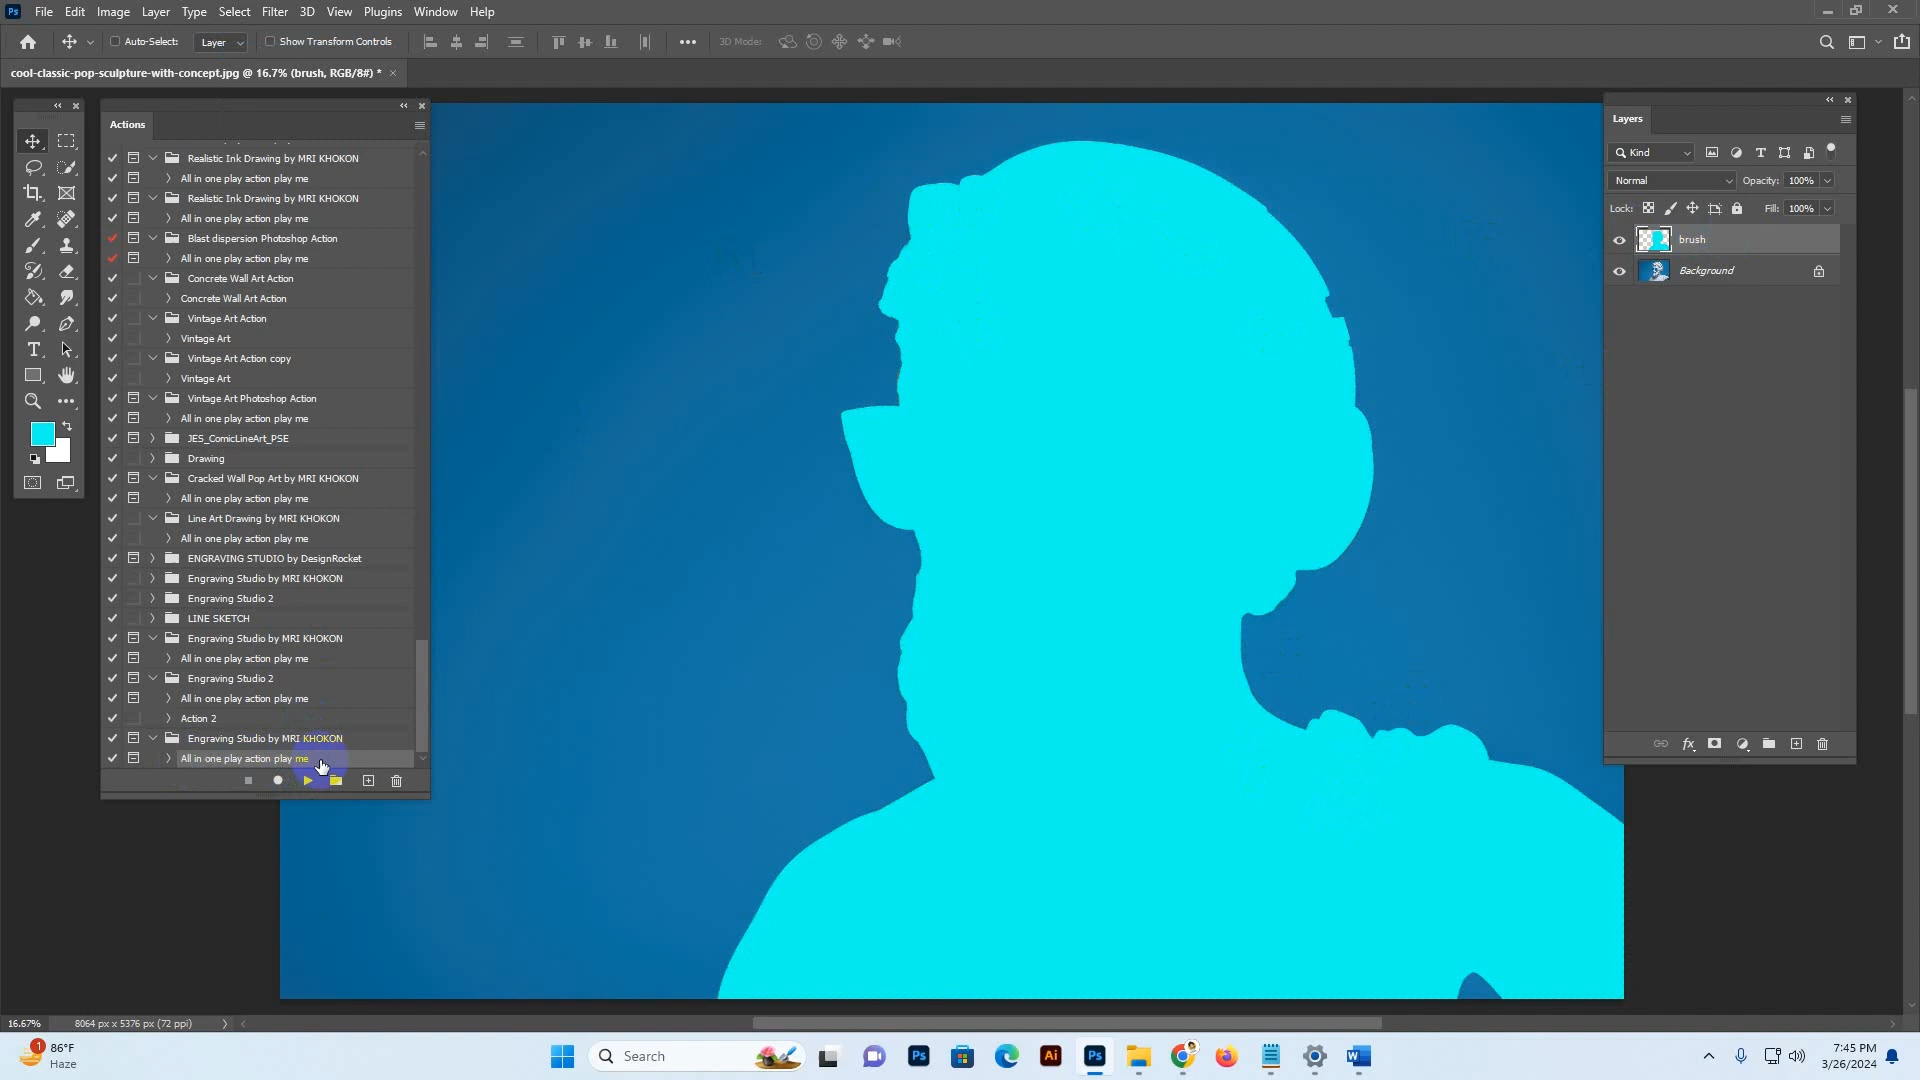 Ps File Edit Image Layer Type Select Filter 3D View Plugins Window Help
Auto-Select: Layer Show Transform Controls 3D Mode:
cool-classic-pop-sculpture-with-concept.jpg @ 16.7% (brush, RGB/8#) *
Actions
Realistic Ink Drawing by MRI KHOKON
All in one play action play me
Realistic Ink Drawing by MRI KHOKON
All in one play action play me
Blast dispersion Photoshop Action
All in one play action play me
Concrete Wall Art Action
Concrete Wall Art Action
Vintage Art Action
Vintage Art
Vintage Art Action copy
Vintage Art
Vintage Art Photoshop Action
All in one play action play me
JES_ComicLineArt_PSE
Drawing
Cracked Wall Pop Art by MRI KHOKON
All in one play action play me
Line Art Drawing by MRI KHOKON
All in one play action play me
ENGRAVING STUDIO by DesignRocket
Engraving Studio by MRI KHOKON
Engraving Studio 2
LINE SKETCH
Engraving Studio by MRI KHOKON
All in one play action play me
Engraving Studio 2
All in one play action play me
Action 2
Engraving Studio by MRI KHOKON
All in one play action play me
Layers
Kind
Normal Opacity: 100%
Lock: Fill: 100%
brush
Background
16.67% 8064 px x 5376 px (72 ppi)
1
86°F
Haze
Search
Ps
Ai
Ps
W
7:45 PM
3/26/2024